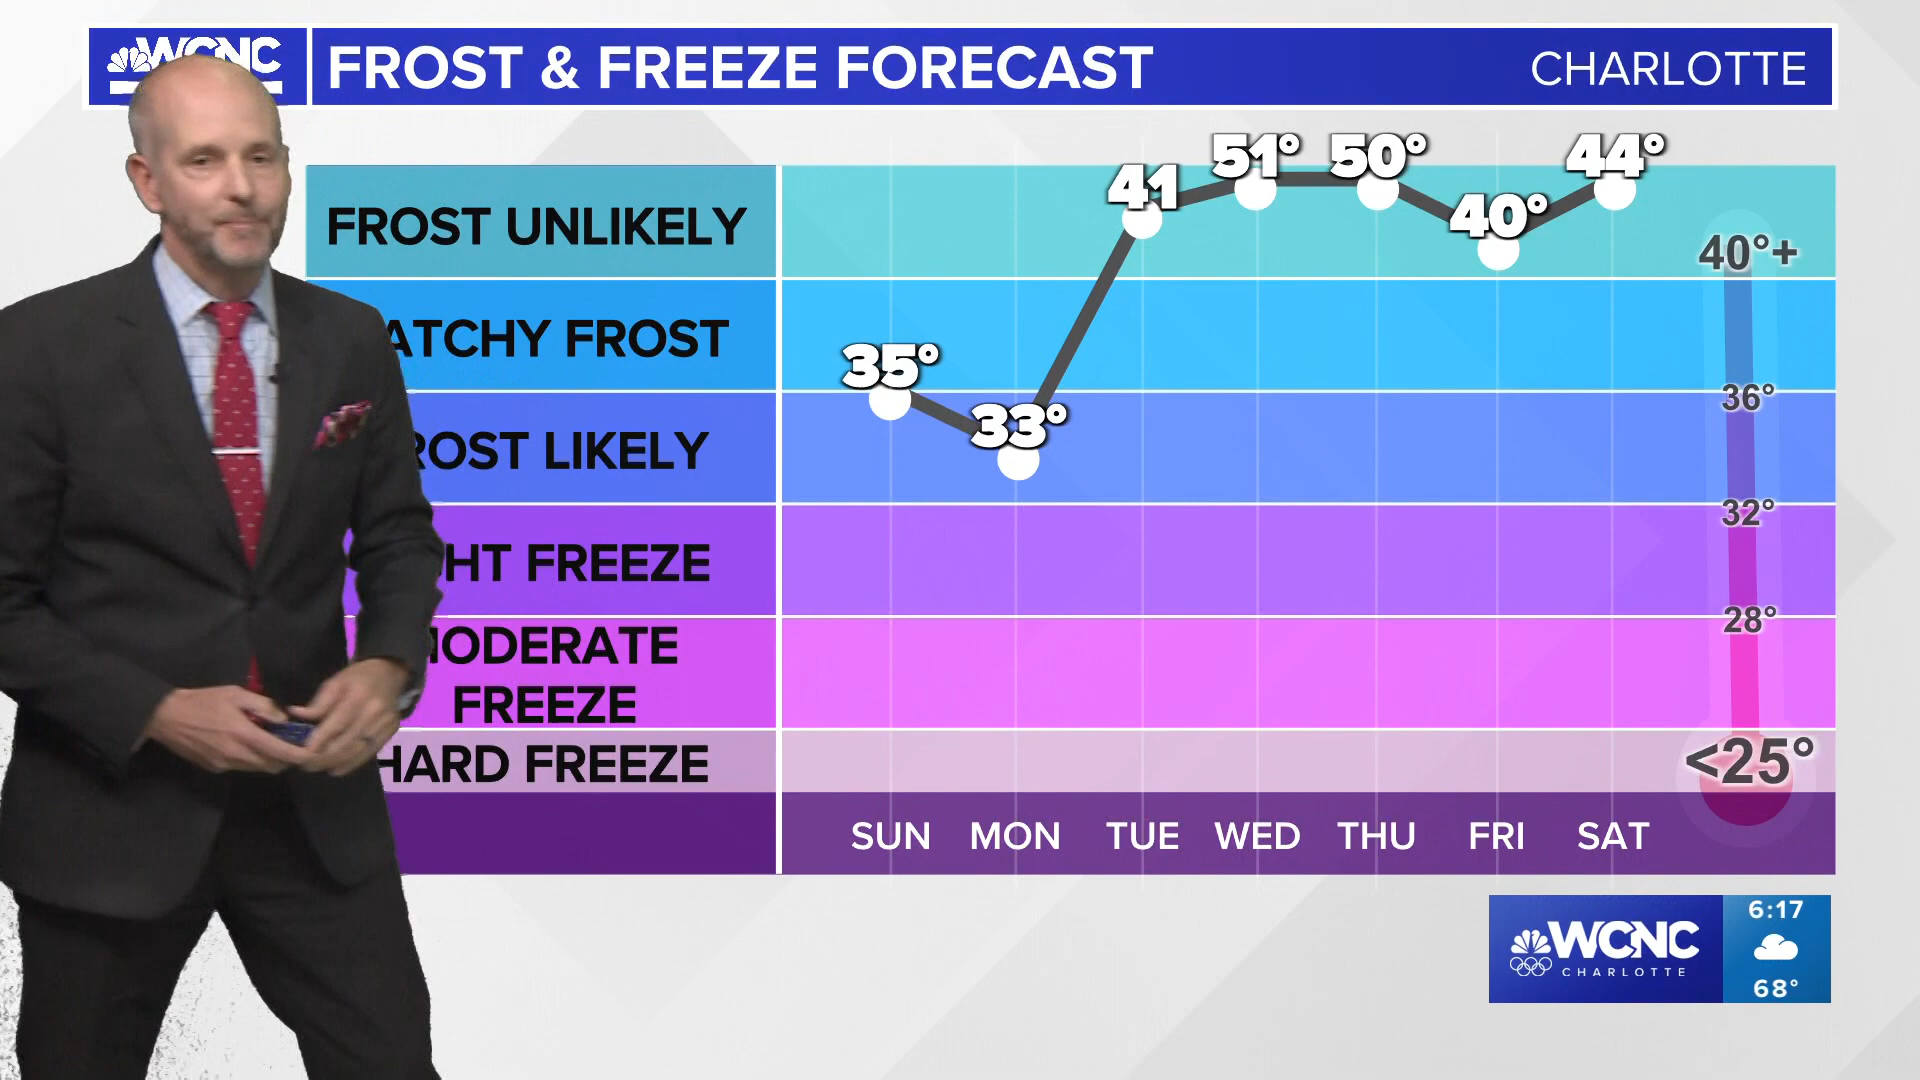 WCNC
FROST & FREEZE FORECAST
CHARLOTTE
FROST UNLIKELY
ATCHY FROST
ROST LIKELY
HT FREEZE
MODERATE
FREEZE
HARD FREEZE
35°
33°
41
51°
50°
40°
44°
40°+
36°
32°
28°
<25°
SUN MON TUE WED THU FRI SAT
WCNC
CHARLOTTE
6:17
68°